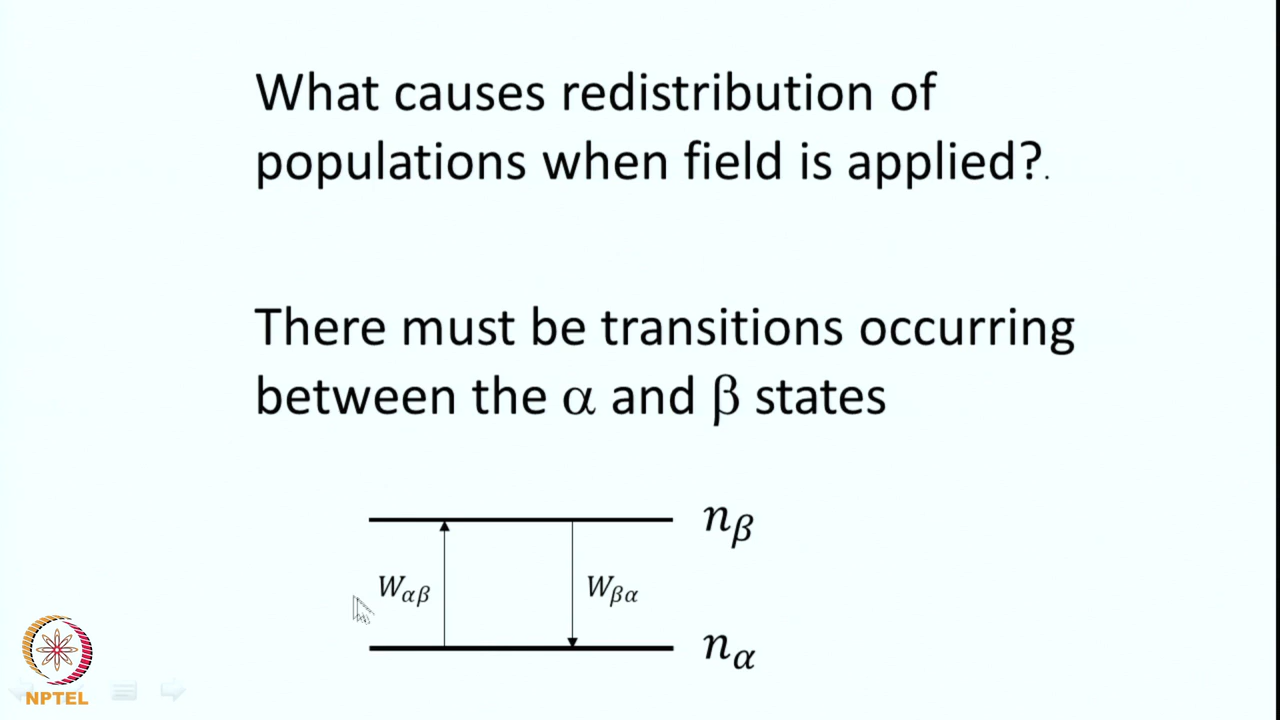 What causes redistribution of
populations when field is applied?.
There must be transitions occurring
between the α and β states
nβ
Wαβ Wβα
nα
NPTEL